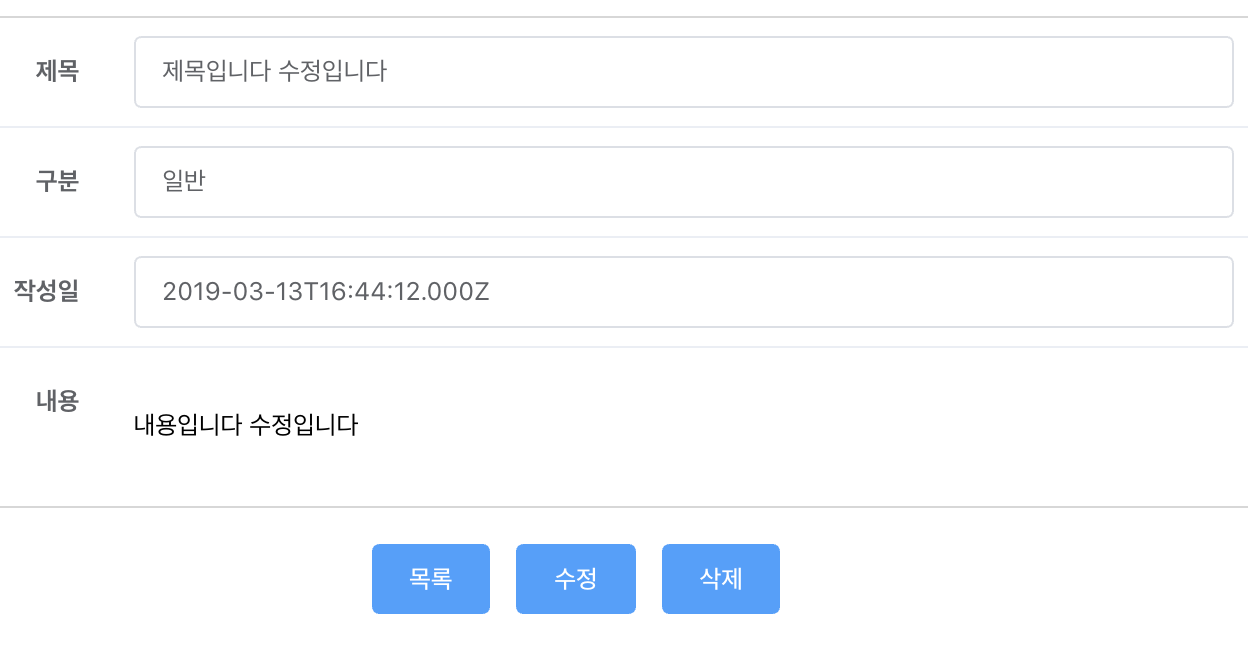 제목 제목입니다 수정입니다
구분 일반
작성일 2019-03-13T16:44:12.000Z
내용
내용입니다 수정입니다
목록 수정 삭제